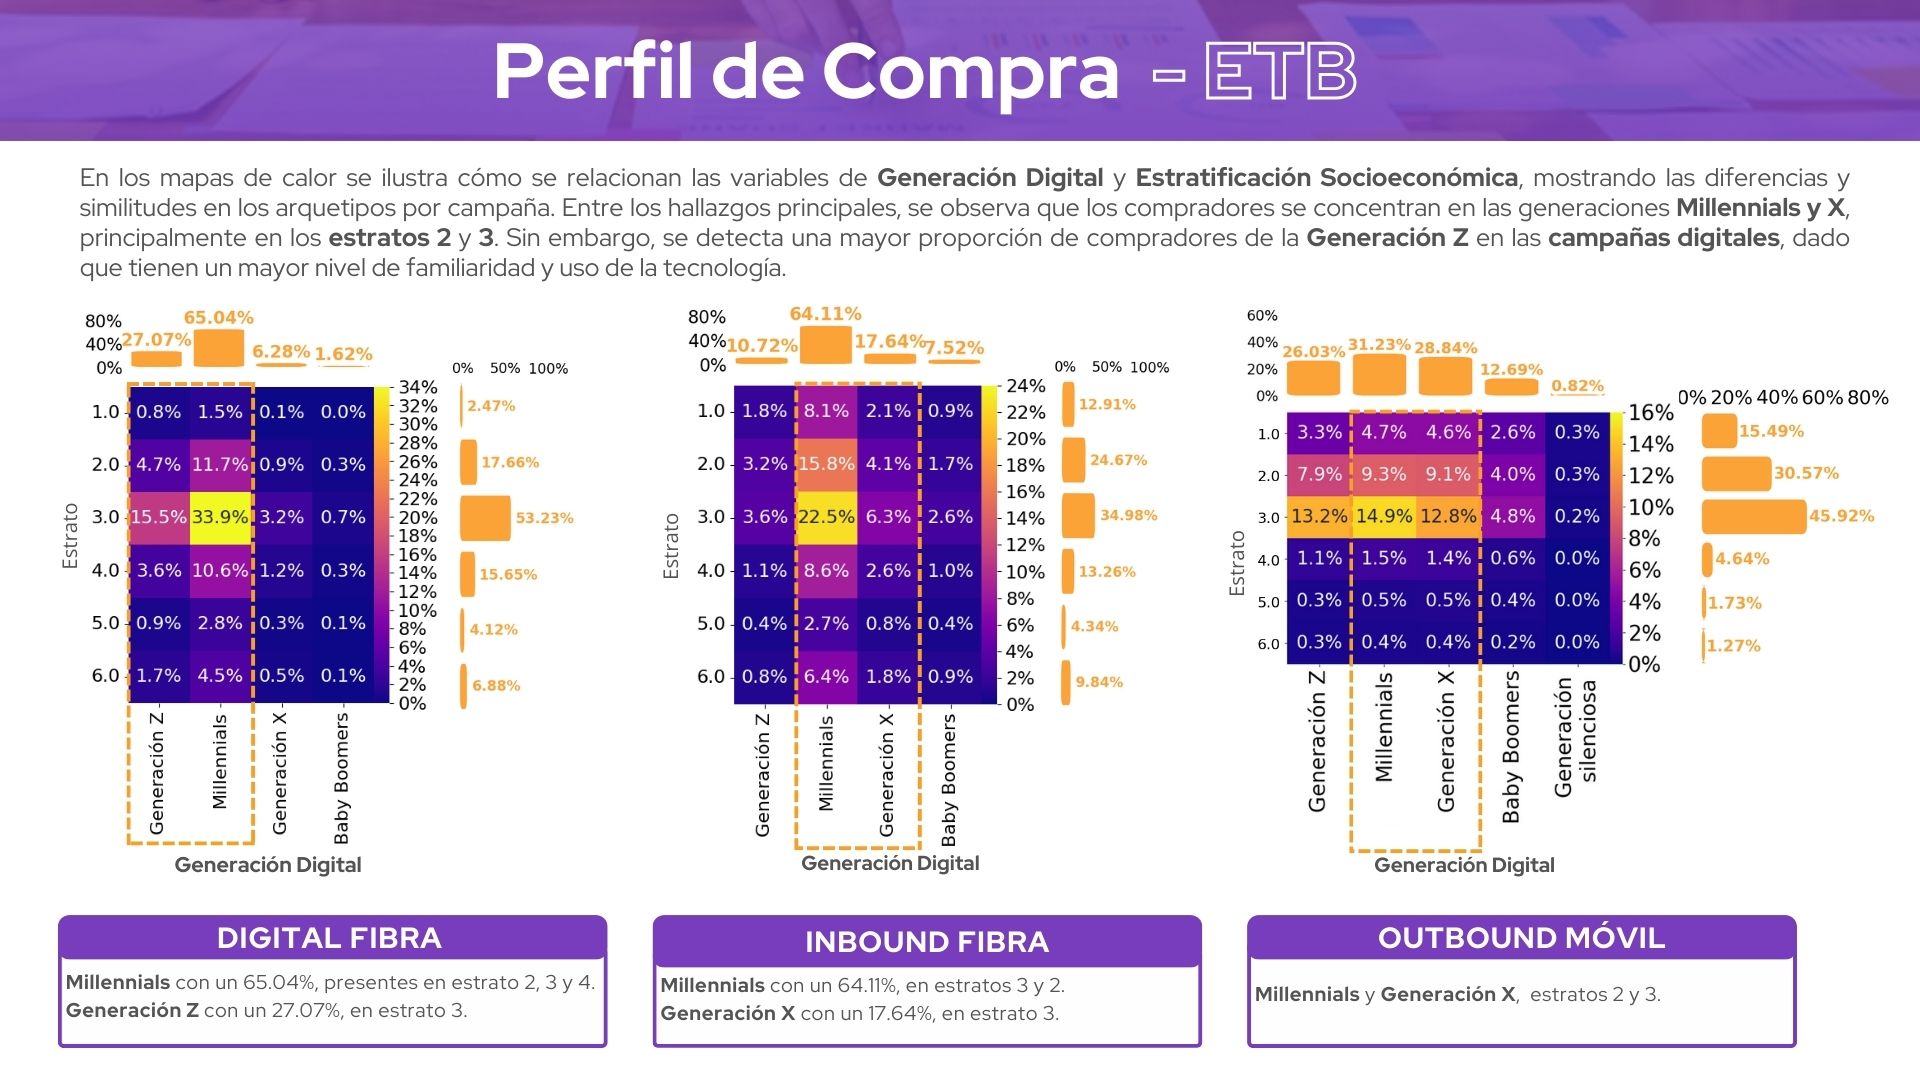 Perfil de Compra - ETB
En los mapas de calor se ilustra cómo se relacionan las variables de Generación Digital y Estratificación Socioeconómica, mostrando las diferencias y
similitudes en los arquetipos por campaña. Entre los hallazgos principales, se observa que los compradores se concentran en las generaciones Millennials y X,
principalmente en los estratos 2 y 3. Sin embargo, se detecta una mayor proporción de compradores de la Generación Z en las campañas digitales, dado
que tienen un mayor nivel de familiaridad y uso de la tecnología.
80%
40%
0%
27.07% 65.04% 6.28% 1.62%
0% 50% 100%
Estrato
1.0 0.8% 1.5% 0.1% 0.0%
2.0 4.7% 11.7% 0.9% 0.3%
3.0 15.5% 33.9% 3.2% 0.7%
4.0 3.6% 10.6% 1.2% 0.3%
5.0 0.9% 2.8% 0.3% 0.1%
6.0 1.7% 4.5% 0.5% 0.1%
34%
32%
30%
28%
26%
24%
22%
20%
18%
16%
14%
12%
10%
8%
6%
4%
2%
0%
2.47%
17.66%
53.23%
15.65%
4.12%
6.88%
Generación Z
Millennials
Generación X
Baby Boomers
Generación Digital
80%
40%
0%
10.72% 64.11% 17.64% 7.52%
0% 50% 100%
Estrato
1.0 1.8% 8.1% 2.1% 0.9%
2.0 3.2% 15.8% 4.1% 1.7%
3.0 3.6% 22.5% 6.3% 2.6%
4.0 1.1% 8.6% 2.6% 1.0%
5.0 0.4% 2.7% 0.8% 0.4%
6.0 0.8% 6.4% 1.8% 0.9%
24%
22%
20%
18%
16%
14%
12%
10%
8%
6%
4%
2%
0%
12.91%
24.67%
34.98%
13.26%
4.34%
9.84%
Generación Z
Millennials
Generación X
Baby Boomers
Generación Digital
60%
40%
20%
0%
26.03% 31.23% 28.84% 12.69% 0.82%
0% 20% 40% 60% 80%
Estrato
1.0 3.3% 4.7% 4.6% 2.6% 0.3%
2.0 7.9% 9.3% 9.1% 4.0% 0.3%
3.0 13.2% 14.9% 12.8% 4.8% 0.2%
4.0 1.1% 1.5% 1.4% 0.6% 0.0%
5.0 0.3% 0.5% 0.5% 0.4% 0.0%
6.0 0.3% 0.4% 0.4% 0.2% 0.0%
16%
14%
12%
10%
8%
6%
4%
2%
0%
15.49%
30.57%
45.92%
4.64%
1.73%
1.27%
Generación Z
Millennials
Generación X
Baby Boomers
Generación
silenciosa
Generación Digital
DIGITAL FIBRA
Millennials con un 65.04%, presentes en estrato 2, 3 y 4.
Generación Z con un 27.07%, en estrato 3.
INBOUND FIBRA
Millennials con un 64.11%, en estratos 3 y 2.
Generación X con un 17.64%, en estrato 3.
OUTBOUND MÓVIL
Millennials y Generación X, estratos 2 y 3.